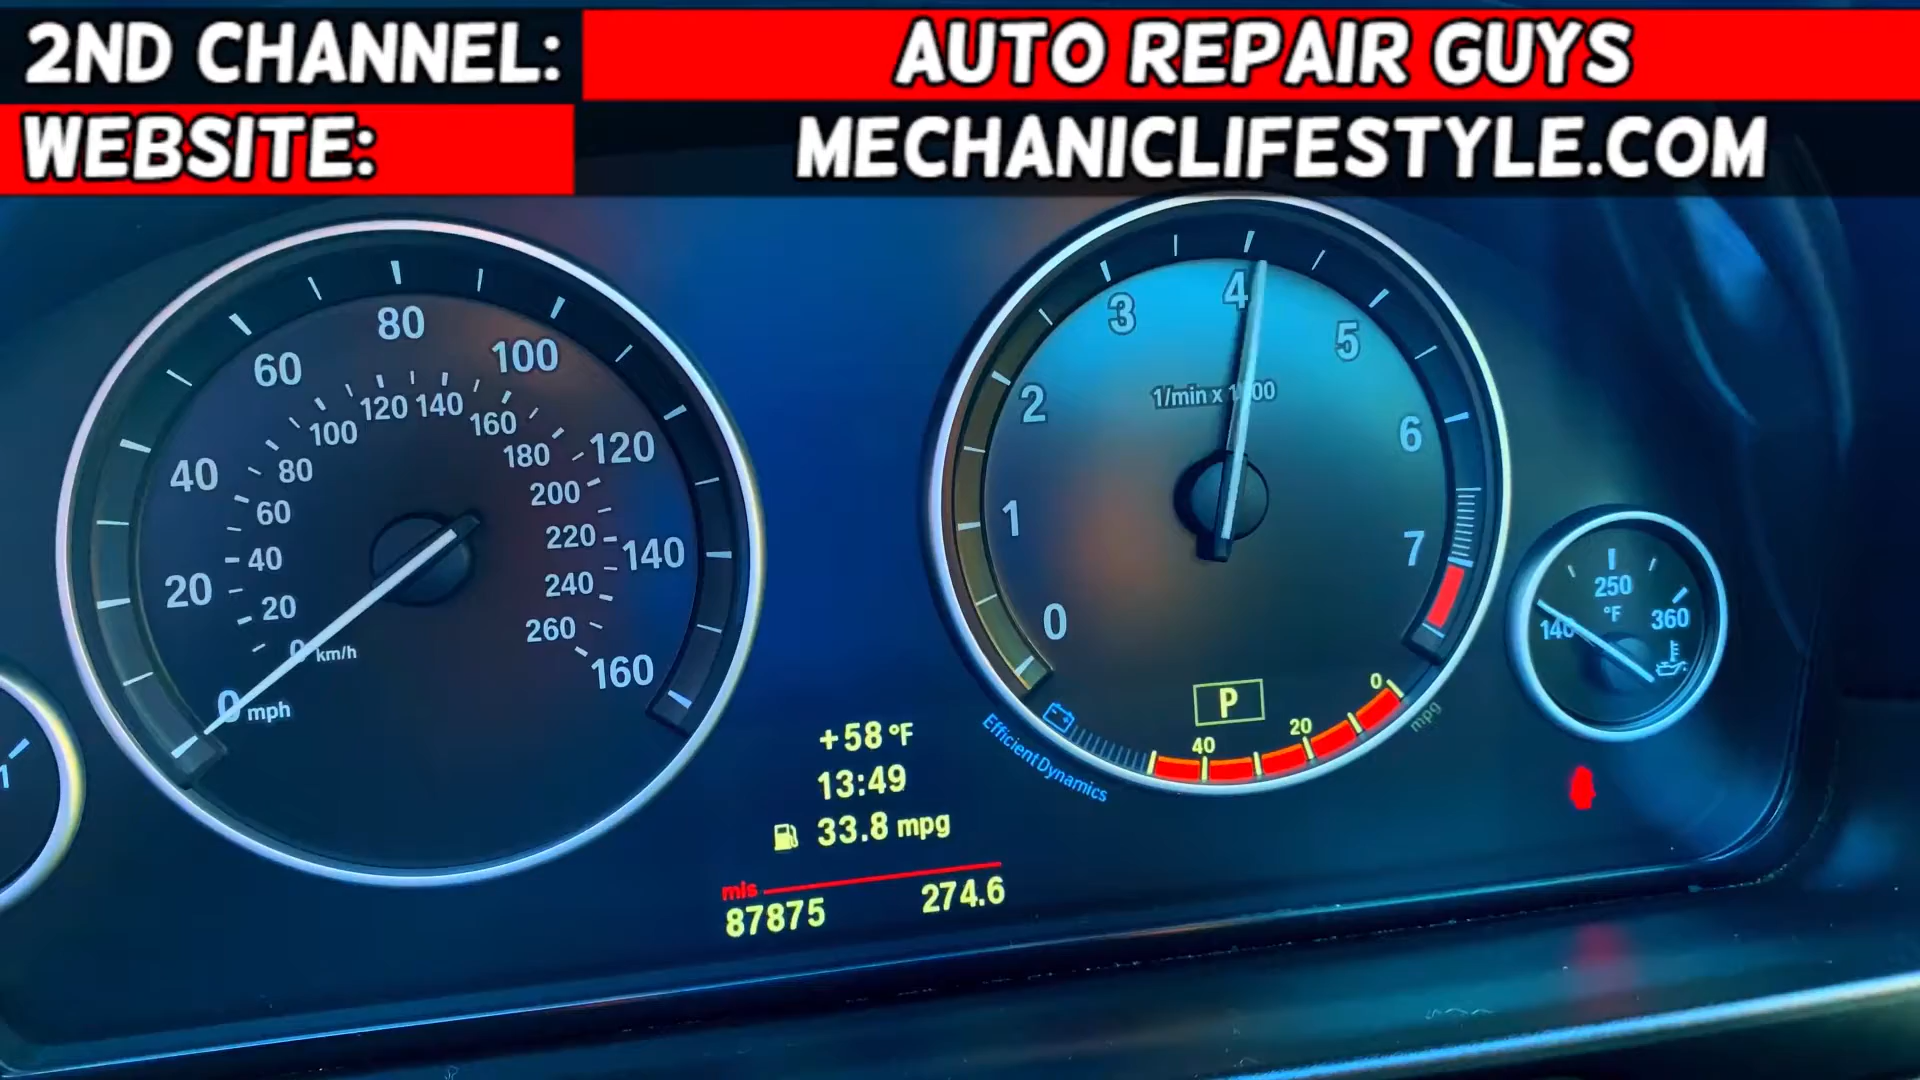 2ND CHANNEL: AUTO REPAIR GUYS
WEBSITE: MECHANICLIFESTYLE.COM
0 20 40 60 80 100 120 140 160
mph
0 20 40 60 80 100 120 140 160 180 200 220 240 260
km/h
0 1 2 3 4 5 6 7
P
40 20 0
mpg
EfficientDynamics
140 250 360
°F
1
+58 °F
13:49
33.8 mpg
mls
87875 274.6